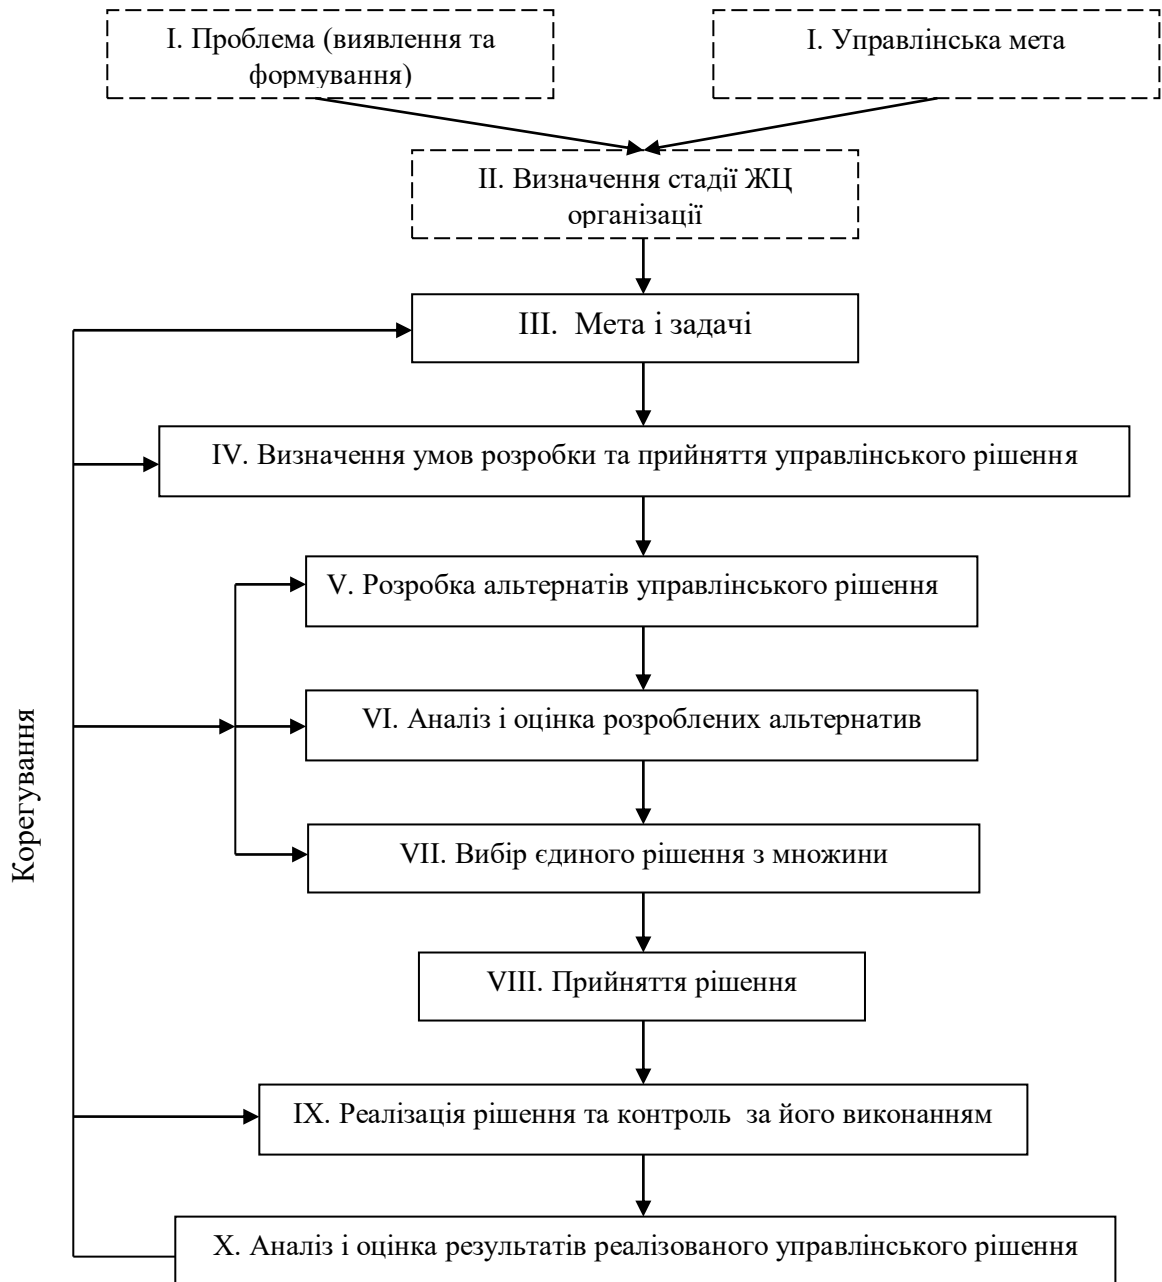 I. Проблема (виявлення та
формування)
I. Управлінська мета
II. Визначення стадії ЖЦ
організації
III. Мета і задачі
IV. Визначення умов розробки та прийняття управлінського рішення
V. Розробка альтернатів управлінського рішення
VI. Аналіз і оцінка розроблених альтернатив
Корегування
VII. Вибір єдиного рішення з множини
VIII. Прийняття рішення
IX. Реалізація рішення та контроль за його виконанням
X. Аналіз і оцінка результатів реалізованого управлінського рішення